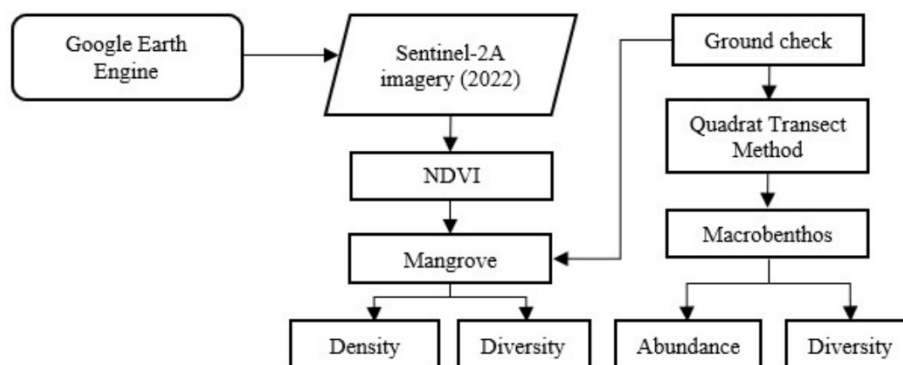 Google Earth
Engine
Sentinel-2A
imagery (2022)
Ground check
Quadrat Transect
Method
NDVI
Macrobenthos
Mangrove
Density
Diversity
Abundance
Diversity